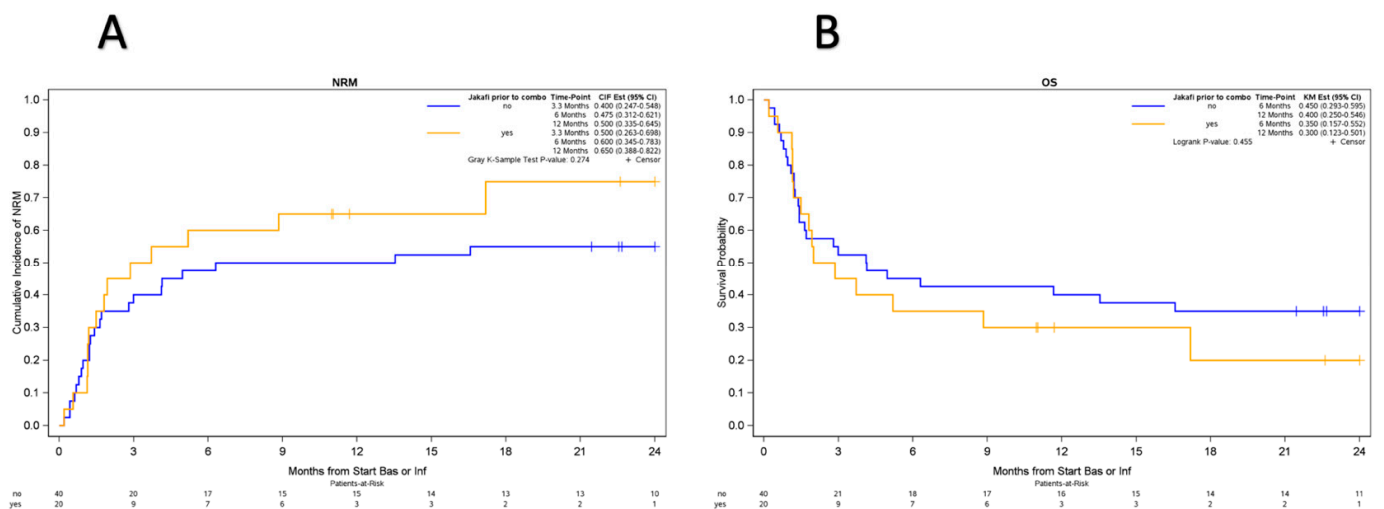 A
NRM
Jakafi prior to combo Time-Point CIF Est (95% CI)
no 3.3 Months 0.400 (0.247-0.548)
6 Months 0.475 (0.312-0.621)
12 Months 0.500 (0.335-0.645)
yes 3.3 Months 0.500 (0.263-0.698)
6 Months 0.600 (0.345-0.783)
12 Months 0.650 (0.388-0.822)
Gray K-Sample Test P-value: 0.274 + Censor
Cumulative Incidence of NRM
1.0
0.9
0.8
0.7
0.6
0.5
0.4
0.3
0.2
0.1
0.0
0 3 6 9 12 15 18 21 24
Months from Start Bas or Inf
Patients-at-Risk
no 40 20 17 15 15 14 13 13 10
yes 20 9 7 6 3 3 2 2 1
B
OS
Jakafi prior to combo Time-Point KM Est (95% CI)
no 6 Months 0.450 (0.293-0.595)
12 Months 0.400 (0.250-0.546)
yes 6 Months 0.350 (0.157-0.552)
12 Months 0.300 (0.123-0.501)
Logrank P-value: 0.455 + Censor
Survival Probability
1.0
0.9
0.8
0.7
0.6
0.5
0.4
0.3
0.2
0.1
0.0
0 3 6 9 12 15 18 21 24
Months from Start Bas or Inf
Patients-at-Risk
no 40 21 18 17 16 15 14 14 11
yes 20 9 7 6 3 3 2 2 1